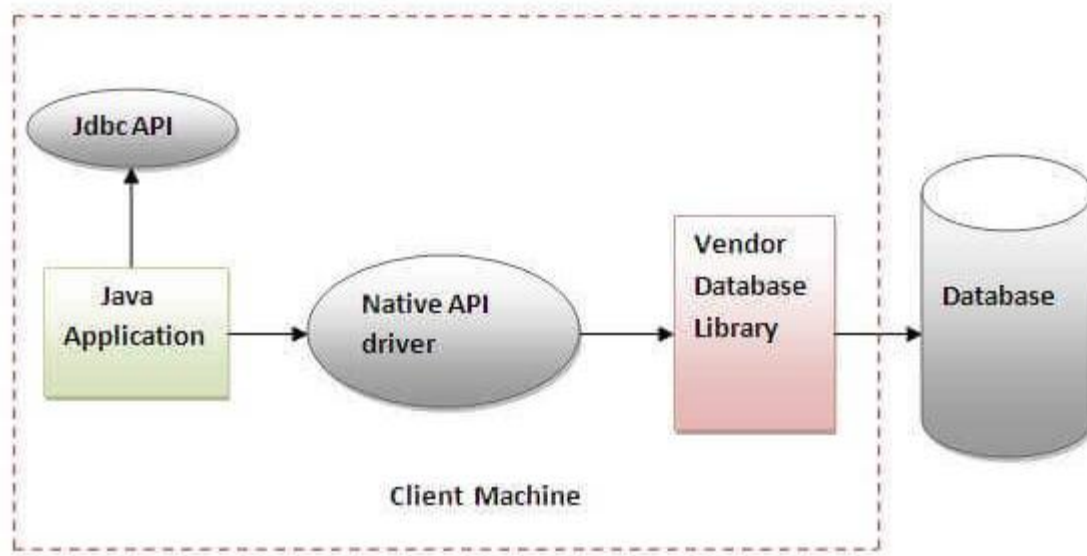 Jdbc API
Java
Application
Native API
driver
Vendor
Database
Library
Database
Client Machine